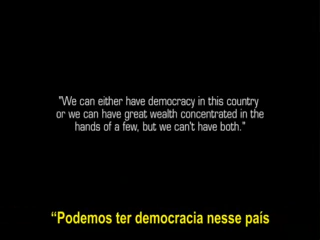 "We can either have democracy in this country
or we can have great wealth concentrated in the
hands of a few, but we can't have both."
“Podemos ter democracia nesse país